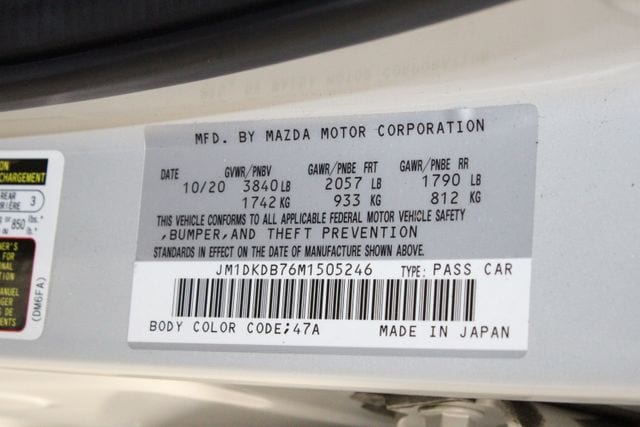 MFD. BY MAZDA MOTOR CORPORATION
DATE GVWR/PNBV GAWR/PNBE FRT GAWR/PNBE RR
10/20 3840 LB 2057 LB 1790 LB
1742 KG 933 KG 812 KG
THIS VEHICLE CONFORMS TO ALL APPLICABLE FEDERAL MOTOR VEHICLE SAFETY
,BUMPER,AND THEFT PREVENTION
STANDARDS IN EFFECT ON THE DATE OF MANUFACTURE SHOWN ABOVE.
JM1DKDB76M1505246 TYPE: PASS CAR
BODY COLOR CODE;47A MADE IN JAPAN
CHARGEMENT
REAR 3
850 lbs.
(DM6FA)